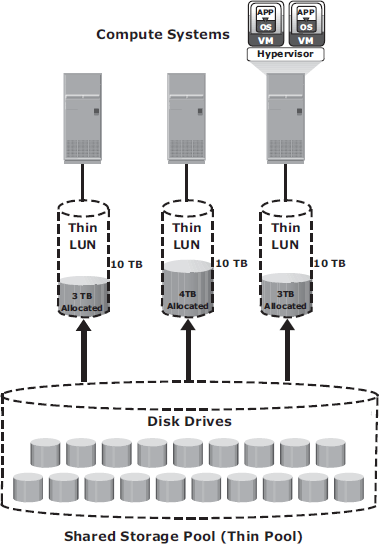 Compute Systems
APP
OS
VM
APP
OS
VM
Hypervisor
Thin
LUN
10 TB
3 TB
Allocated
Thin
LUN
10 TB
4TB
Allocated
Thin
LUN
10 TB
3TB
Allocated
Disk Drives
Shared Storage Pool (Thin Pool)